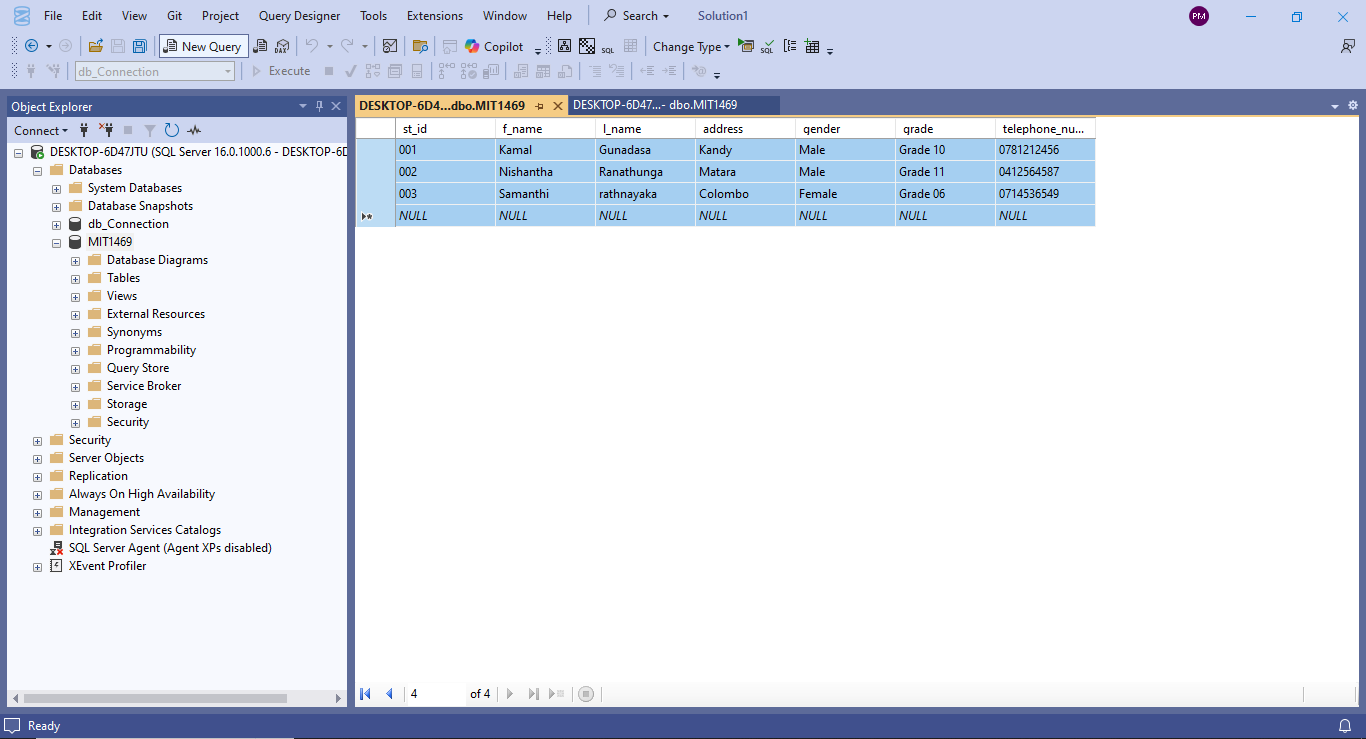 File Edit View Git Project Query Designer Tools Extensions Window Help Search Solution1 PM
New Query DAX Copilot SQL Change Type SQL
db_Connection Execute
Object Explorer
Connect
DESKTOP-6D47JTU (SQL Server 16.0.1000.6 - DESKTOP-6D
Databases
System Databases
Database Snapshots
db_Connection
MIT1469
Database Diagrams
Tables
Views
External Resources
Synonyms
Programmability
Query Store
Service Broker
Storage
Security
Security
Server Objects
Replication
Always On High Availability
Management
Integration Services Catalogs
SQL Server Agent (Agent XPs disabled)
XEvent Profiler
DESKTOP-6D4...dbo.MIT1469 DESKTOP-6D47...- dbo.MIT1469
st_id f_name l_name address gender grade telephone_nu...
001 Kamal Gunadasa Kandy Male Grade 10 0781212456
002 Nishantha Ranathunga Matara Male Grade 11 0412564587
003 Samanthi rathnayaka Colombo Female Grade 06 0714536549
NULL NULL NULL NULL NULL NULL NULL
4 of 4
Ready